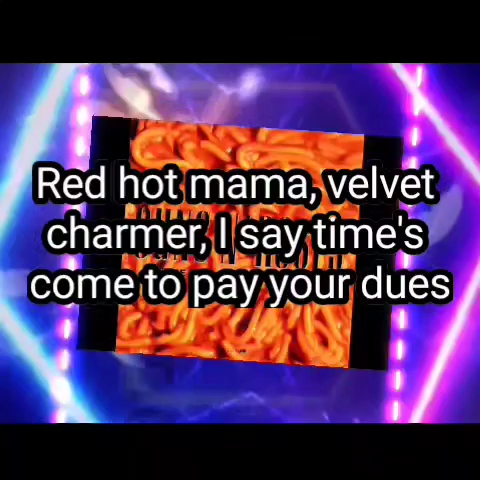 Red hot mama, velvet
charmer, I say time's
come to pay your dues